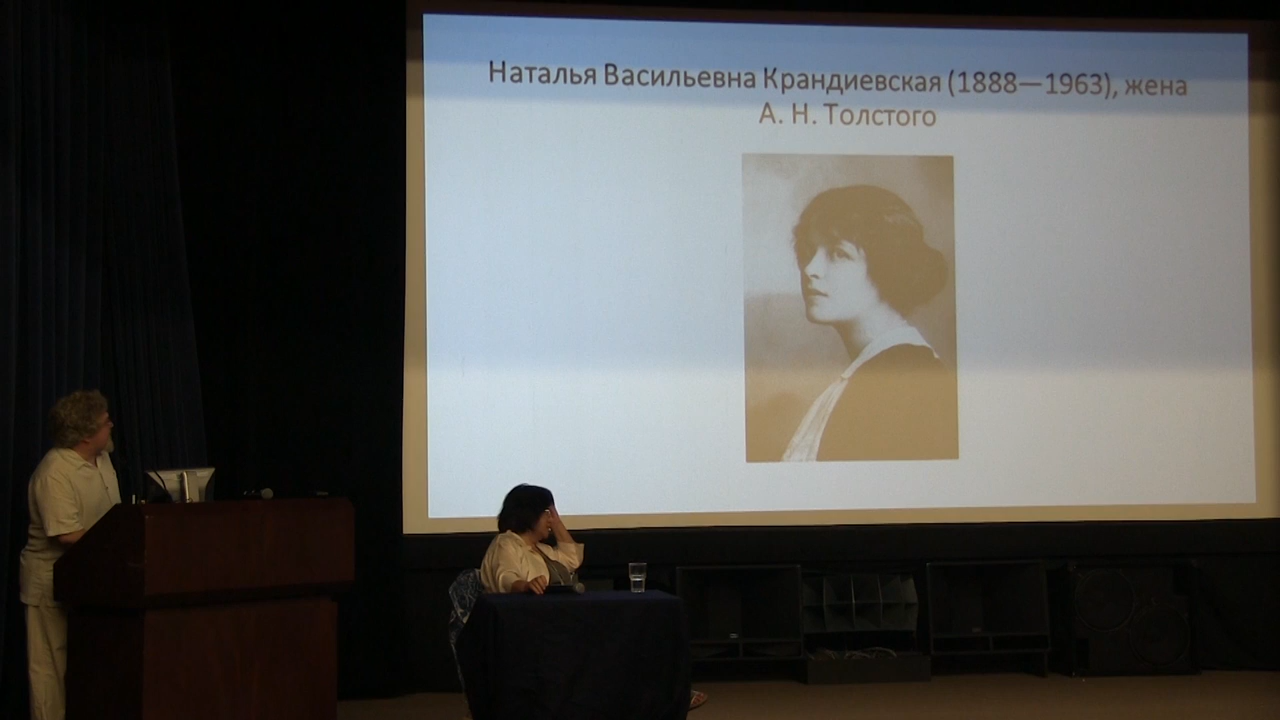 Наталья Васильевна Крандиевская (1888—1963), жена
А. Н. Толстого